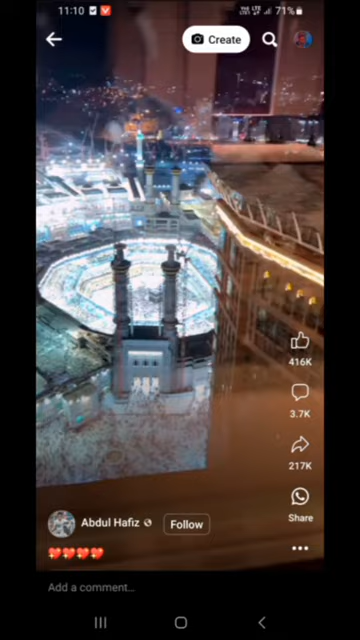 11:10
71%
Create
416K
3.7K
217K
Share
Abdul Hafiz
Follow
❤️❤️❤️❤️
Add a comment...